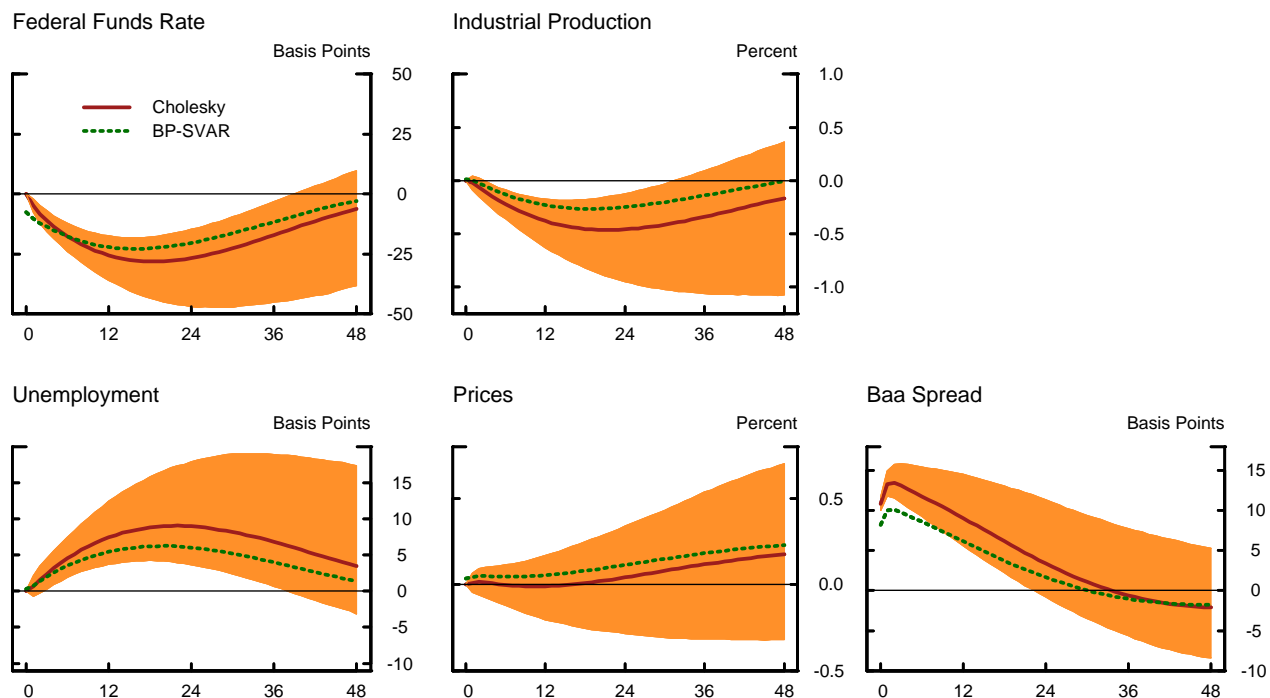 Federal Funds Rate
Basis Points
50
25
0
-25
-50
Cholesky
BP-SVAR
0 12 24 36 48
Industrial Production
Percent
1.0
0.5
0.0
-0.5
-1.0
0 12 24 36 48
Unemployment
Basis Points
15
10
5
0
-5
-10
0 12 24 36 48
Prices
Percent
0.5
0.0
-0.5
0 12 24 36 48
Baa Spread
Basis Points
15
10
5
0
-5
-10
0 12 24 36 48